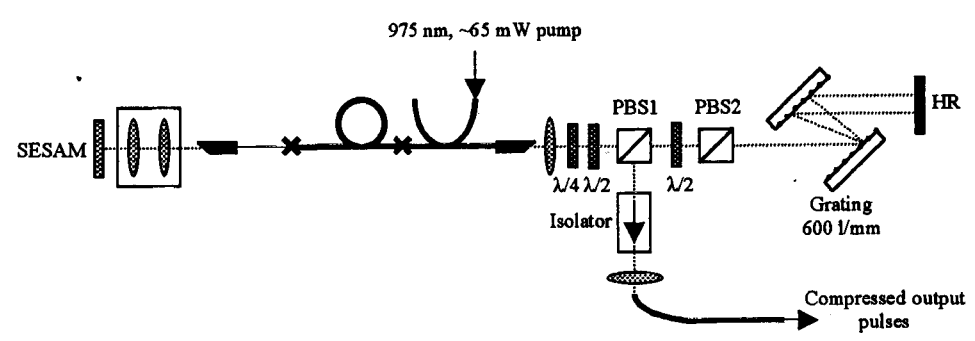 975 nm, ~65 mW pump
PBS1
PBS2
HR
SESAM
λ/4
λ/2
λ/2
Isolator
Grating
600 l/mm
Compressed output
pulses